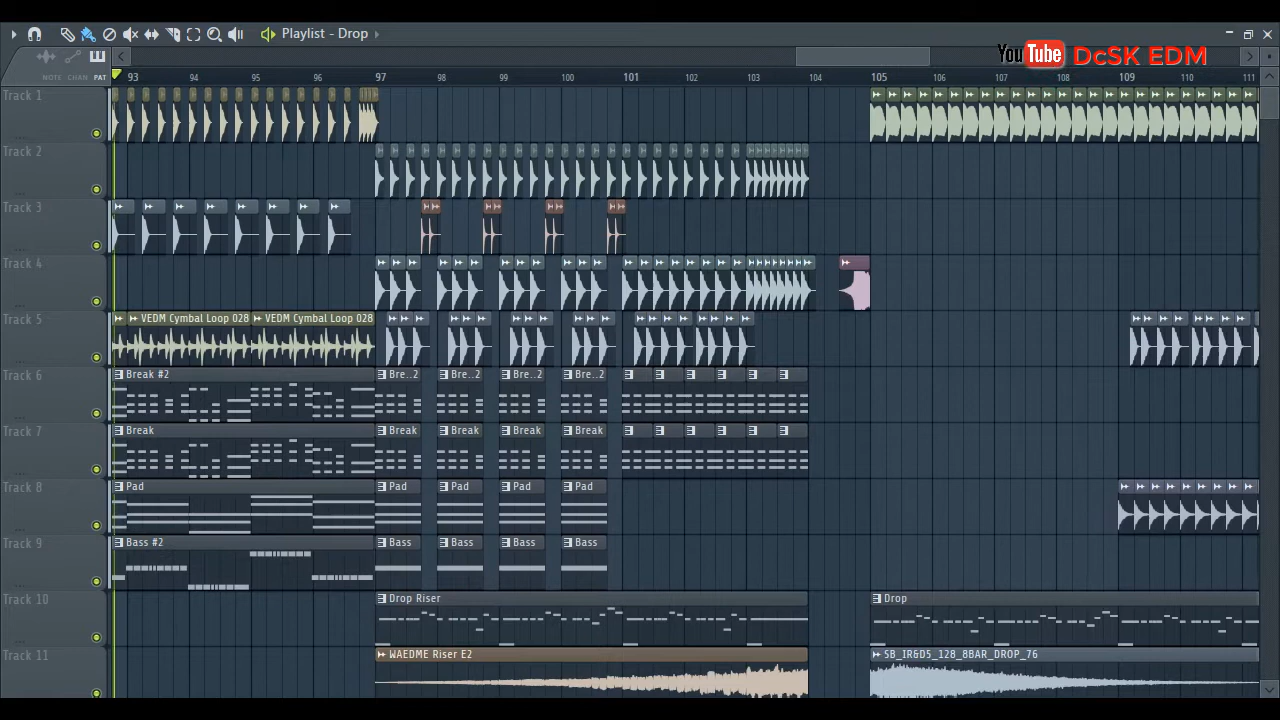 Playlist - Drop
YouTube DcSK EDM
NOTE CHAN PAT
93 94 95 96 97 98 99 100 101 102 103 104 105 106 107 108 109 110 111
Track 1
Track 2
Track 3
Track 4
Track 5
VEDM Cymbal Loop 028 VEDM Cymbal Loop 028
Track 6
Break #2 Bre..2 Bre..2 Bre..2 Bre..2
Track 7
Break Break Break Break Break
Track 8
Pad Pad Pad Pad Pad
Track 9
Bass #2 Bass Bass Bass Bass
Track 10
Drop Riser Drop
Track 11
WAEDME Riser E2 SB_IR&D5_128_8BAR_DROP_76